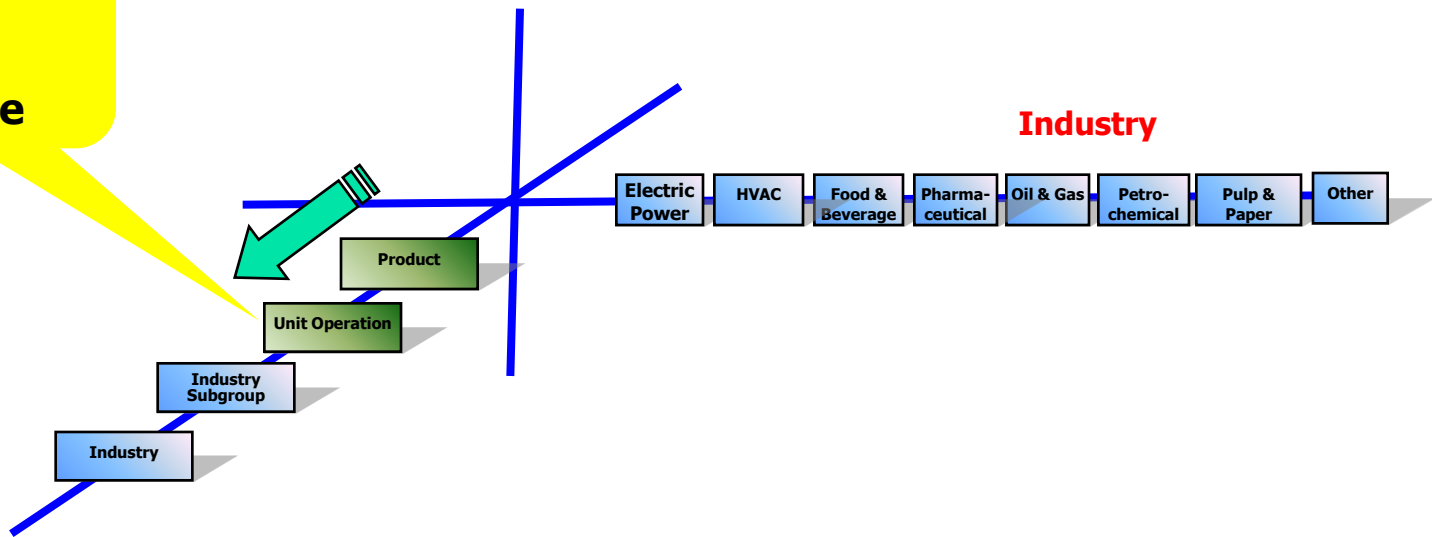 e
Industry
Electric
Power
HVAC
Food &
Beverage
Pharma-
ceutical
Oil & Gas
Petro-
chemical
Pulp &
Paper
Other
Product
Unit Operation
Industry
Subgroup
Industry